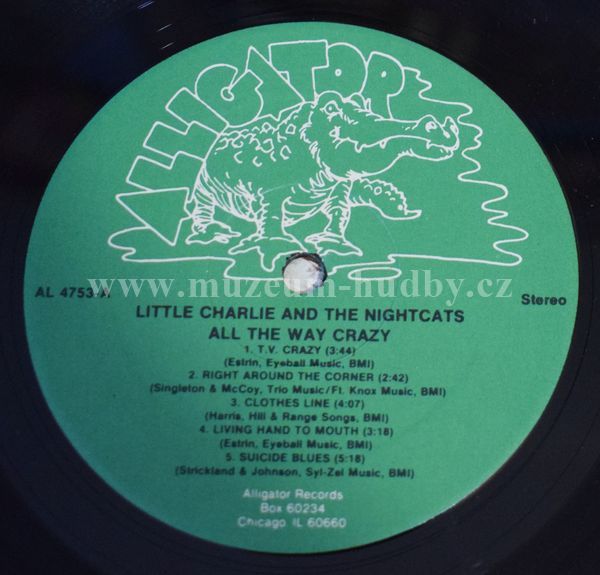 ALLIGATOR
www.muzeum-hudby.cz
AL 4753-A
Stereo
LITTLE CHARLIE AND THE NIGHTCATS
ALL THE WAY CRAZY
1. T.V. CRAZY (3:44)
(Estrin, Eyeball Music, BMI)
2. RIGHT AROUND THE CORNER (2:42)
(Singleton & McCoy, Trio Music/Ft. Knox Music, BMI)
3. CLOTHES LINE (4:07)
(Harris, Hill & Range Songs, BMI)
4. LIVING HAND TO MOUTH (3:18)
(Estrin, Eyeball Music, BMI)
5. SUICIDE BLUES (5:18)
(Strickland & Johnson, Syl-Zel Music, BMI)
Alligator Records
Box 60234
Chicago IL 60660